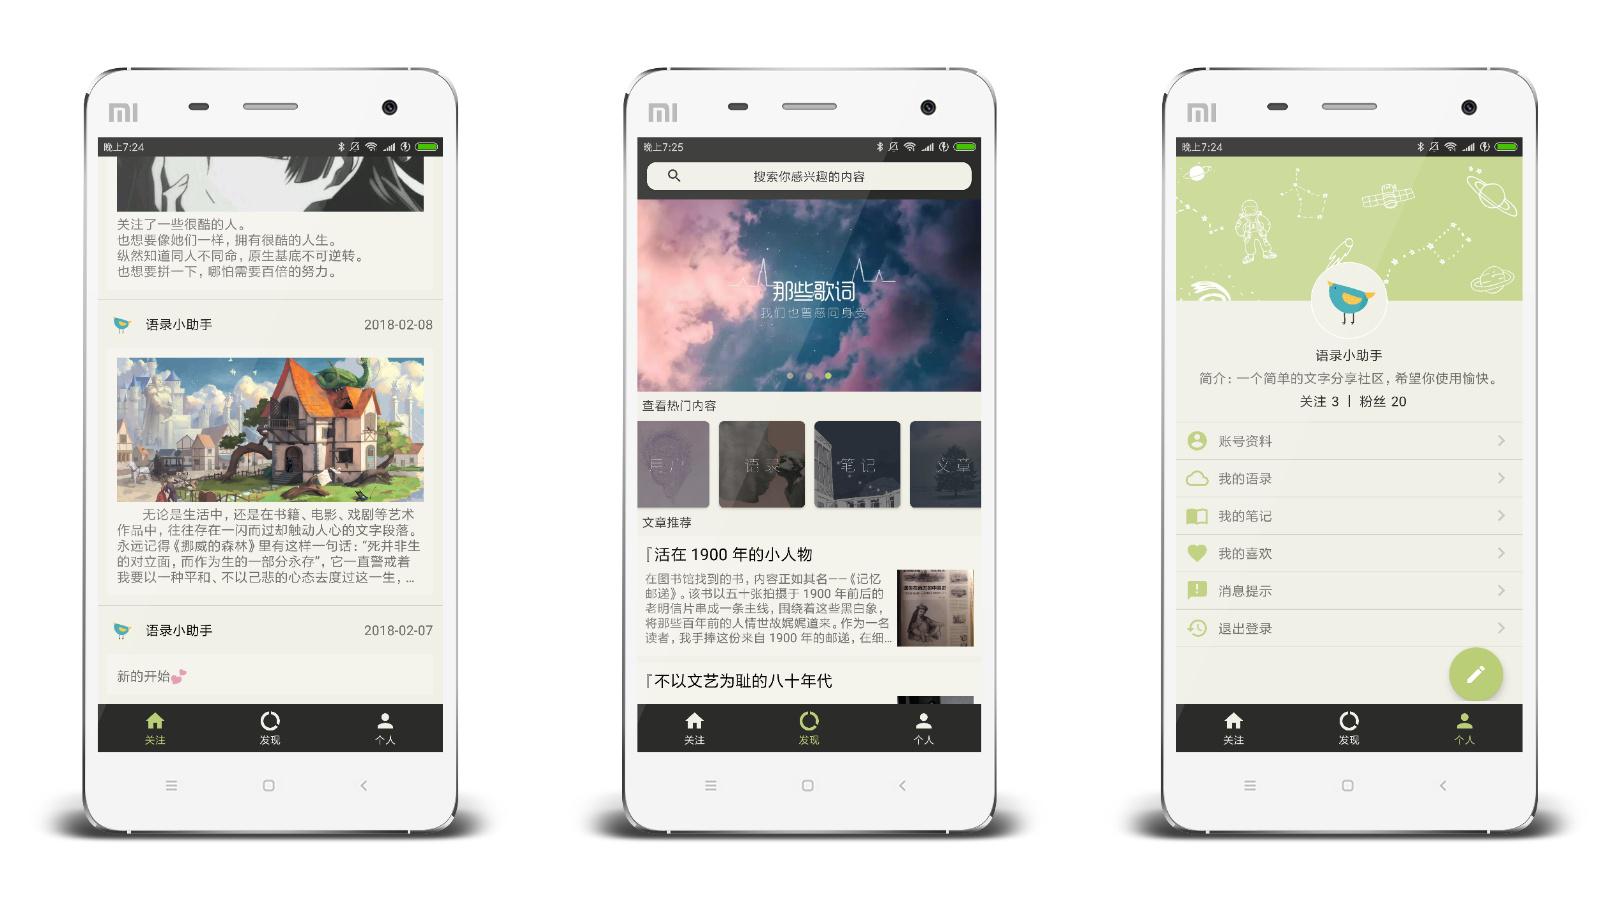 MI
晚上7:24
关注了一些很酷的人。
也想要像她们一样，拥有很酷的人生。
纵然知道同人不同命，原生基底不可逆转。
也想要拼一下，哪怕需要百倍的努力。
语录小助手 2018-02-08
无论是生活中，还是在书籍、电影、戏剧等艺术
作品中，往往存在一闪而过却触动人心的文字段落。
永远记得《挪威的森林》里有这样一句话：“死并非生
的对立面，而作为生的一部分永存”，它一直警戒着
我要以一种平和、不以己悲的心态去度过这一生，...
语录小助手 2018-02-07
新的开始💕
关注 发现 个人
MI
晚上7:25
搜索你感兴趣的内容
那些歌词
我们也曾感同身受
查看热门内容
用户 语录 笔记 文章
文章推荐
『活在 1900 年的小人物
在图书馆找到的书，内容正如其名——《记忆
邮递》。该书以五十张拍摄于 1900 年前后的
老明信片串成一条主线，围绕着这些黑白象，
将那些百年前的人情世故娓娓道来。作为一名
读者，我手捧这份来自 1900 年的邮递，在细...
『不以文艺为耻的八十年代
关注 发现 个人
MI
晚上7:24
语录小助手
简介：一个简单的文字分享社区，希望你使用愉快。
关注 3 | 粉丝 20
账号资料
我的语录
我的笔记
我的喜欢
消息提示
退出登录
关注 发现 个人